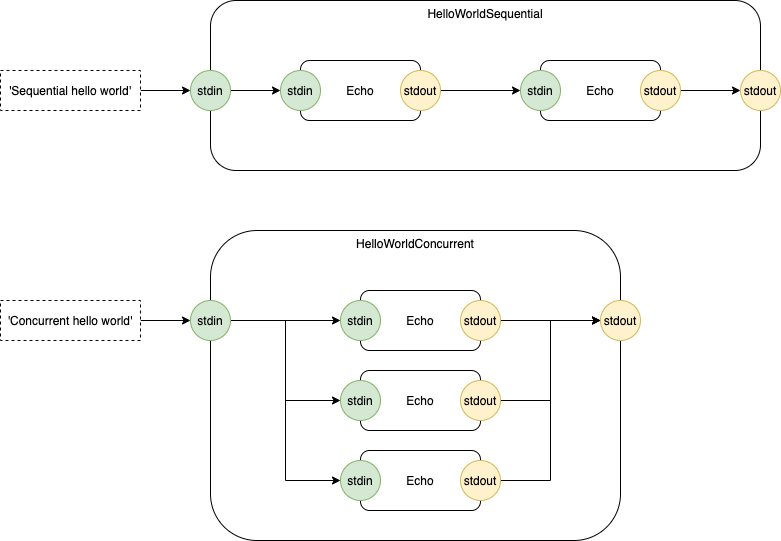 HelloWorldSequential
'Sequential hello world'
stdin
stdin
Echo
stdout
stdin
Echo
stdout
stdout
HelloWorldConcurrent
'Concurrent hello world'
stdin
stdin
Echo
stdout
stdout
stdin
Echo
stdout
stdin
Echo
stdout